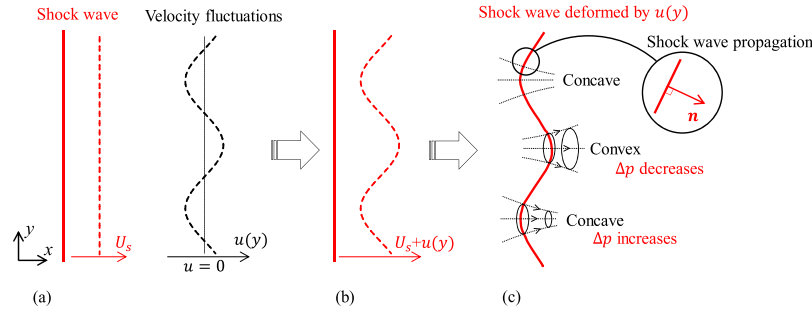 Shock wave
Velocity fluctuations
Shock wave deformed by u(y)
Shock wave propagation
n
Concave
Convex
Δp decreases
Concave
Δp increases
y
x
U_s
u = 0
u(y)
U_s+u(y)
(a)
(b)
(c)